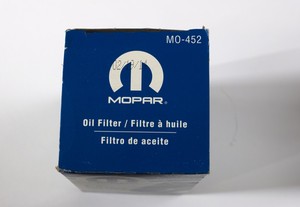 MO-452
MOPAR®
Oil Filter / Filtre à huile
Filtro de aceite